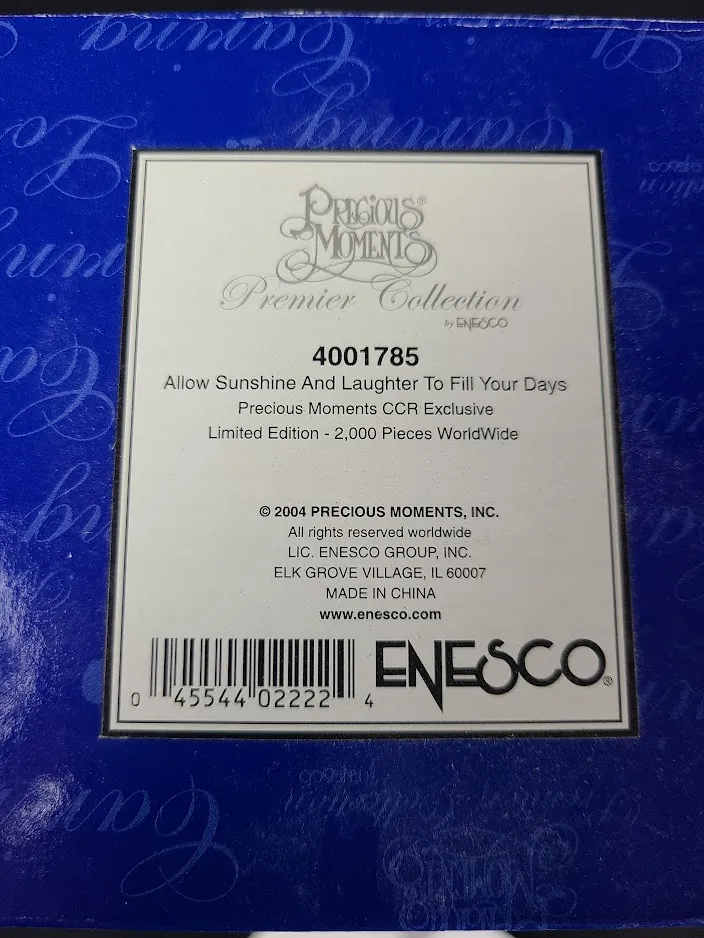 Caring
Caring
PRECIOUS®
MOMENTS
Premier Collection
by ENESCO
4001785
Allow Sunshine And Laughter To Fill Your Days
Precious Moments CCR Exclusive
Limited Edition - 2,000 Pieces WorldWide
© 2004 PRECIOUS MOMENTS, INC.
All rights reserved worldwide
LIC. ENESCO GROUP, INC.
ELK GROVE VILLAGE, IL 60007
MADE IN CHINA
www.enesco.com
0 45544 02222 4
ENESCO®